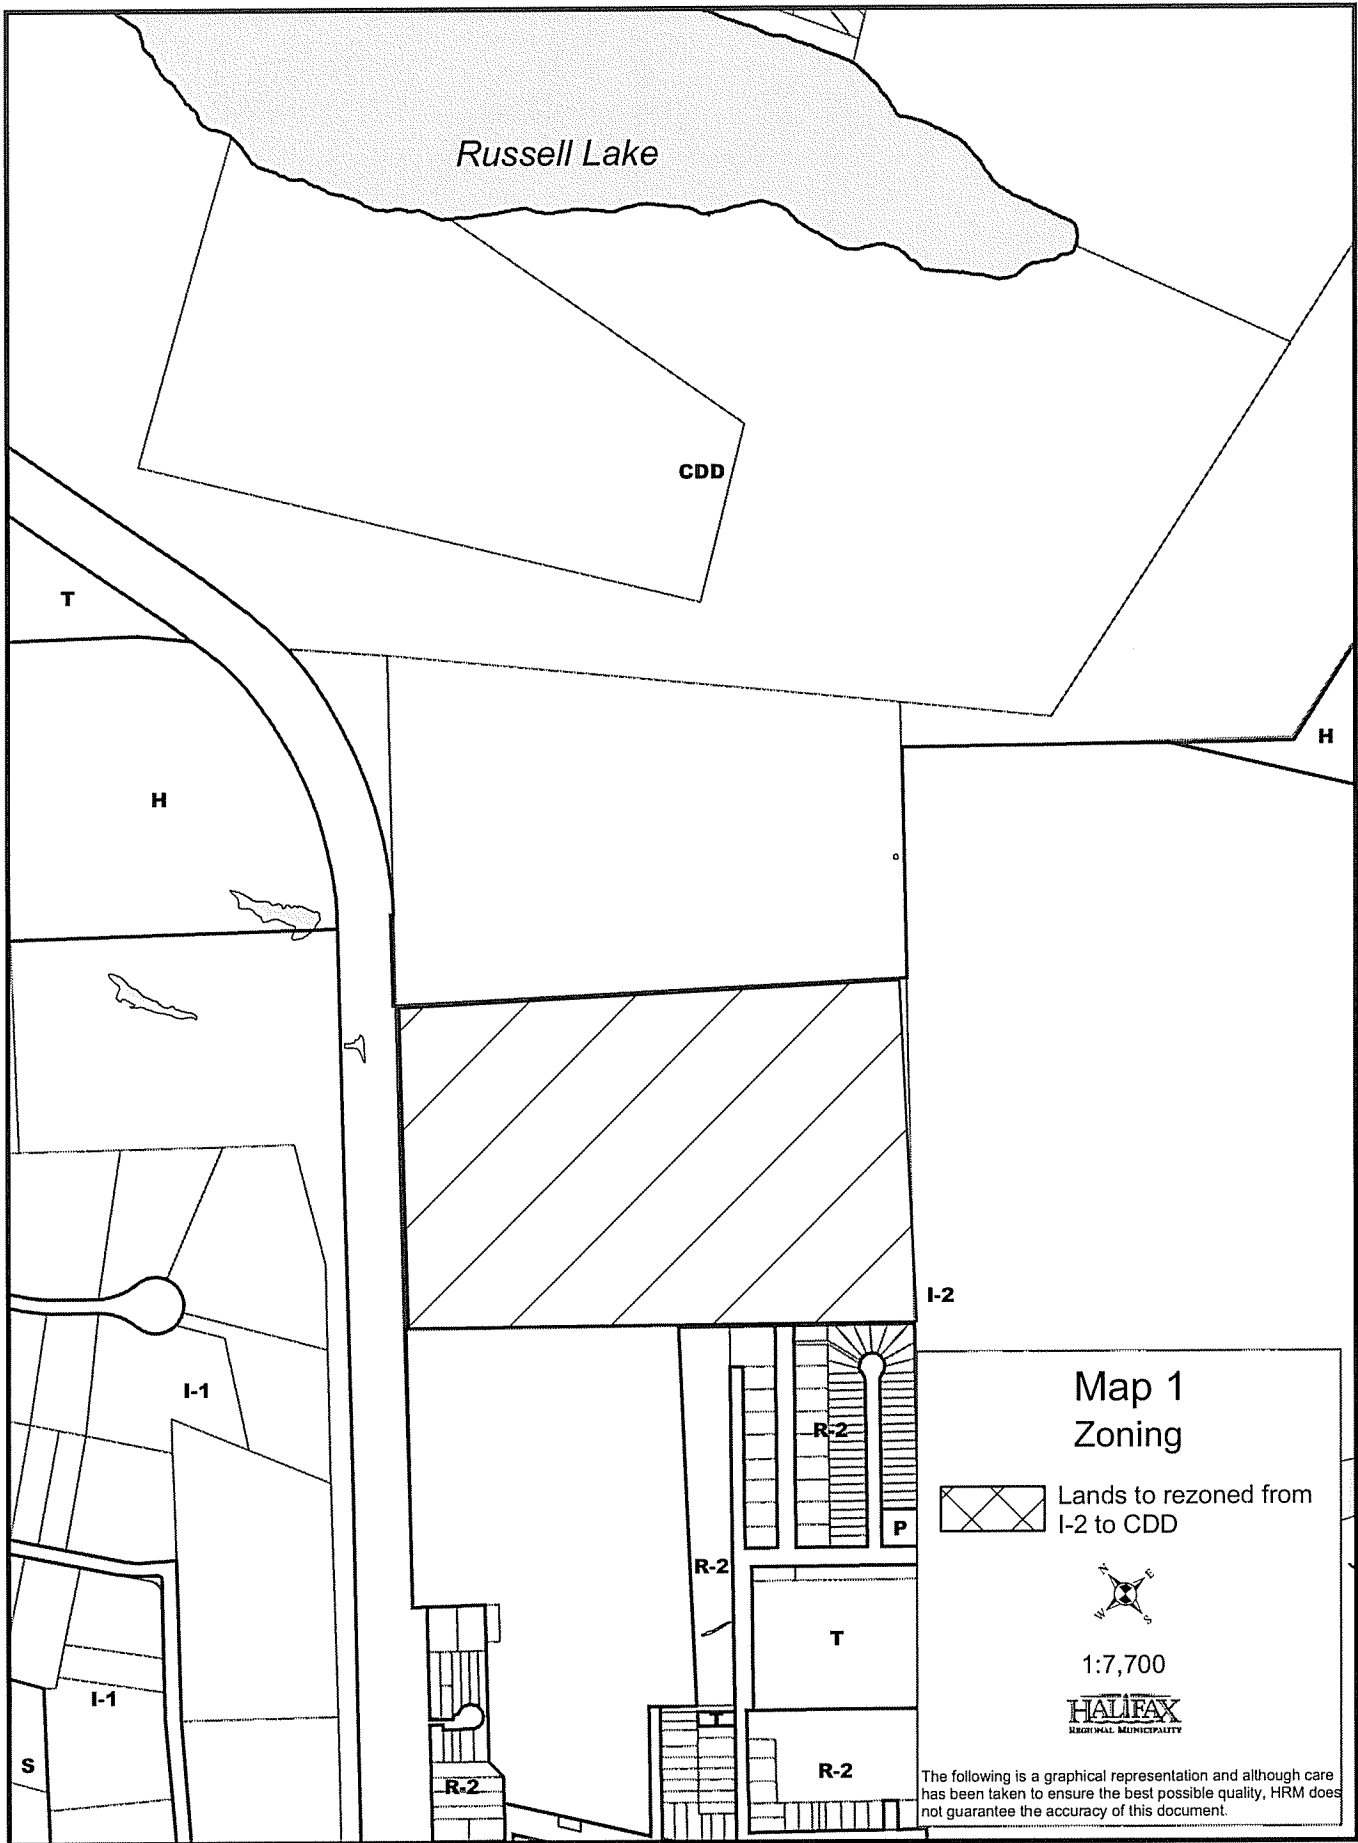 Russell Lake
CDD
T
H
H
I-2
I-1
R-2
P
R-2
T
I-1
T
S
R-2
R-2
Map 1
Zoning
Lands to rezoned from
I-2 to CDD
N
E
W
S
1:7,700
HALIFAX
REGIONAL MUNICIPALITY
The following is a graphical representation and although care
has been taken to ensure the best possible quality, HRM does
not guarantee the accuracy of this document.